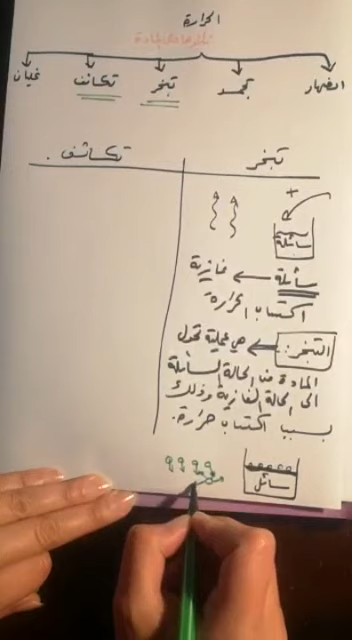 الحرارة
انصهار تجمد تبخر تكاثف غليان
تبخر تكاثف
+
سائلة
سائلة ← غازية
اكتساب الحرارة
التبخر: هي عملية تحول
المادة من الحالة السائلة
الى الحالة الغازية وذلك
بسبب اكتساب حرارة.
سائل